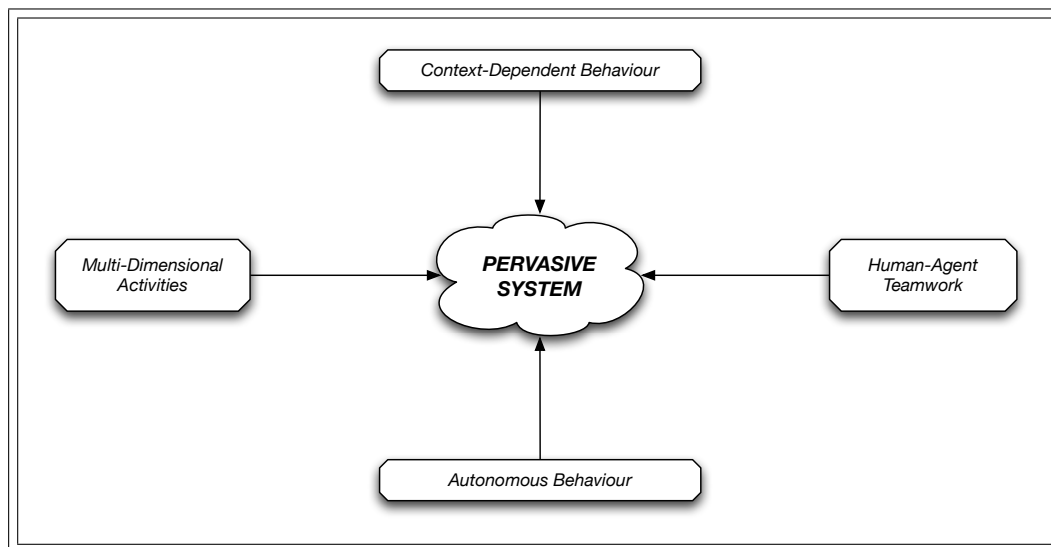 Context-Dependent Behaviour
Multi-Dimensional
Activities
PERVASIVE
SYSTEM
Human-Agent
Teamwork
Autonomous Behaviour